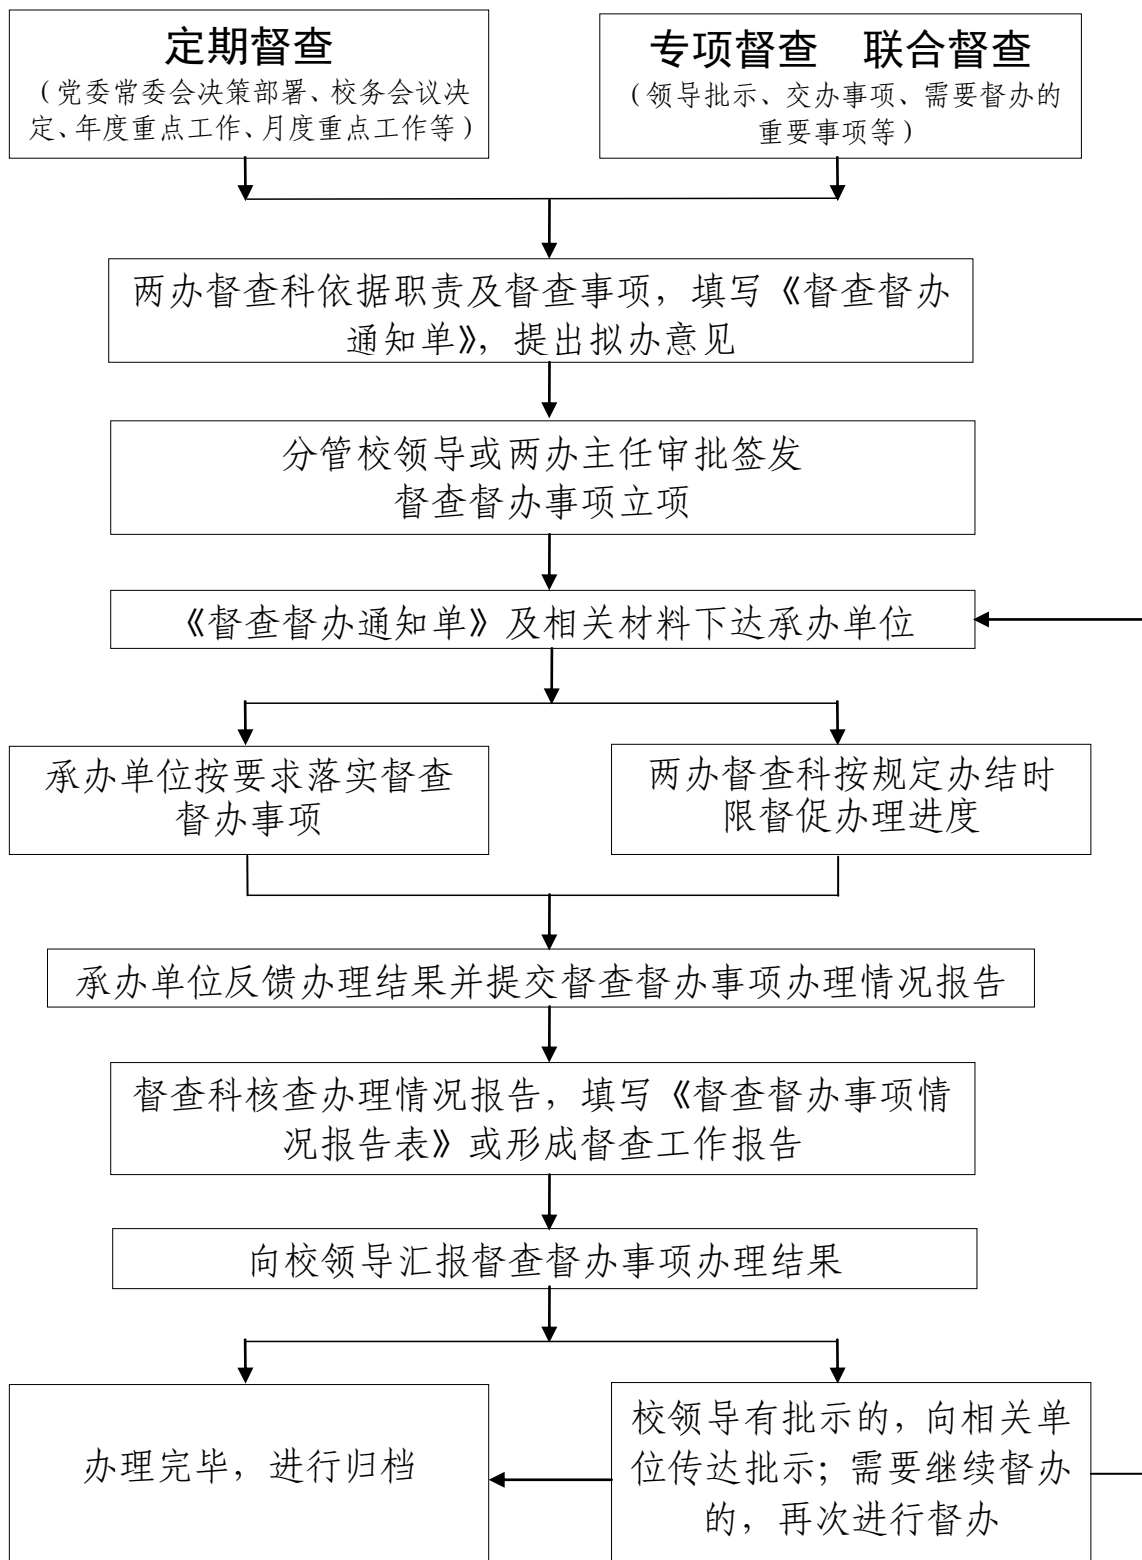 定期督查
（党委常委会决策部署、校务会议决
定、年度重点工作、月度重点工作等）
专项督查　联合督查
（领导批示、交办事项、需要督办的
重要事项等）
两办督查科依据职责及督查事项，填写《督查督办
通知单》，提出拟办意见
分管校领导或两办主任审批签发
督查督办事项立项
《督查督办通知单》及相关材料下达承办单位
承办单位按要求落实督查
督办事项
两办督查科按规定办结时
限督促办理进度
承办单位反馈办理结果并提交督查督办事项办理情况报告
督查科核查办理情况报告，填写《督查督办事项情
况报告表》或形成督查工作报告
向校领导汇报督查督办事项办理结果
办理完毕，进行归档
校领导有批示的，向相关单
位传达批示；需要继续督办
的，再次进行督办